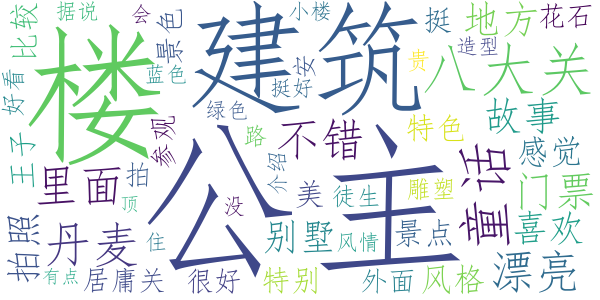 比较
据说
会
景色
小楼
挺
地方
花石
好看
楼
蓝色
建筑
挺好
安
贵
造型
八大关
王子
参观
绿色
路
不错
特色
故事
里面
拍
介绍
感觉
公主
美
徒生
雕塑
童话
门票
拍照
丹麦
顶
没
别墅
景点
喜欢
有点
居庸关
住
很好
特别
风情
外面
风格
漂亮